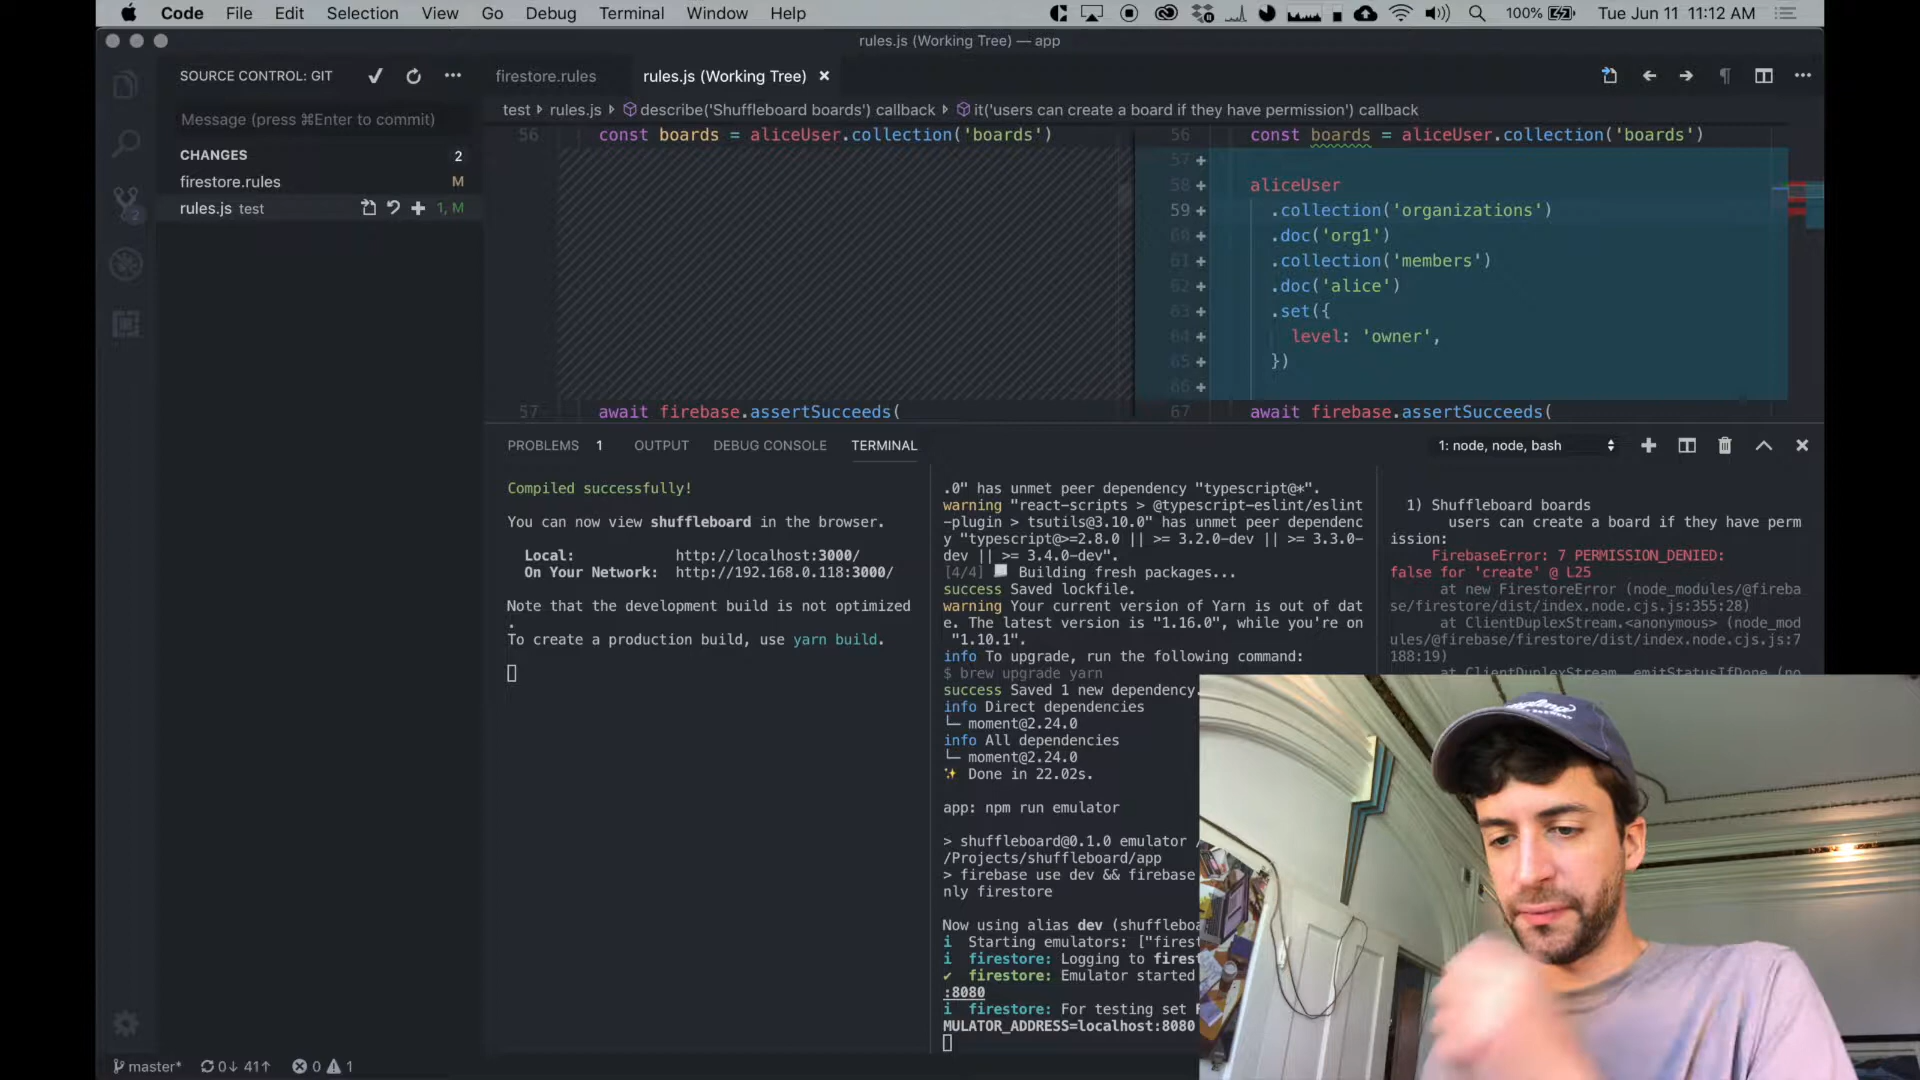 Code File Edit Selection View Go Debug Terminal Window Help 100% Tue Jun 11 11:12 AM
rules.js (Working Tree) — app
SOURCE CONTROL: GIT
firestore.rules rules.js (Working Tree)
test rules.js describe('Shuffleboard boards') callback it('users can create a board if they have permission') callback
Message (press ⌘Enter to commit)
CHANGES 2
firestore.rules M
rules.js test 1, M
2
56 const boards = aliceUser.collection('boards')
57 await firebase.assertSucceeds(
56 const boards = aliceUser.collection('boards')
57 +
58 + aliceUser
59 + .collection('organizations')
60 + .doc('org1')
61 + .collection('members')
62 + .doc('alice')
63 + .set({
64 + level: 'owner',
65 + })
66 +
67 await firebase.assertSucceeds(
PROBLEMS 1 OUTPUT DEBUG CONSOLE TERMINAL 1: node, node, bash
Compiled successfully!
You can now view shuffleboard in the browser.
Local: http://localhost:3000/
On Your Network: http://192.168.0.118:3000/
Note that the development build is not optimized
.
To create a production build, use yarn build.
.0" has unmet peer dependency "typescript@*".
warning "react-scripts > @typescript-eslint/eslint
-plugin > tsutils@3.10.0" has unmet peer dependenc
y "typescript@>=2.8.0 || >= 3.2.0-dev || >= 3.3.0-
dev || >= 3.4.0-dev".
[4/4] Building fresh packages...
success Saved lockfile.
warning Your current version of Yarn is out of dat
e. The latest version is "1.16.0", while you're on
"1.10.1".
info To upgrade, run the following command:
$ brew upgrade yarn
success Saved 1 new dependency.
info Direct dependencies
└─ moment@2.24.0
info All dependencies
└─ moment@2.24.0
✨ Done in 22.02s.
app: npm run emulator
> shuffleboard@0.1.0 emulator
/Projects/shuffleboard/app
> firebase use dev && firebase
nly firestore
Now using alias dev (shufflebo
i Starting emulators: ["fires
i firestore: Logging to fires
✔ firestore: Emulator started
:8080
i firestore: For testing set
MULATOR_ADDRESS=localhost:8080
1) Shuffleboard boards
users can create a board if they have perm
ission:
FirebaseError: 7 PERMISSION_DENIED:
false for 'create' @ L25
at new FirestoreError (node_modules/@fireba
se/firestore/dist/index.node.cjs.js:355:28)
at ClientDuplexStream.<anonymous> (node_mod
ules/@firebase/firestore/dist/index.node.cjs.js:7
188:19)
at ClientDuplexStream._emitStatusIfDone (no
master* 0↓ 41↑ 0 1